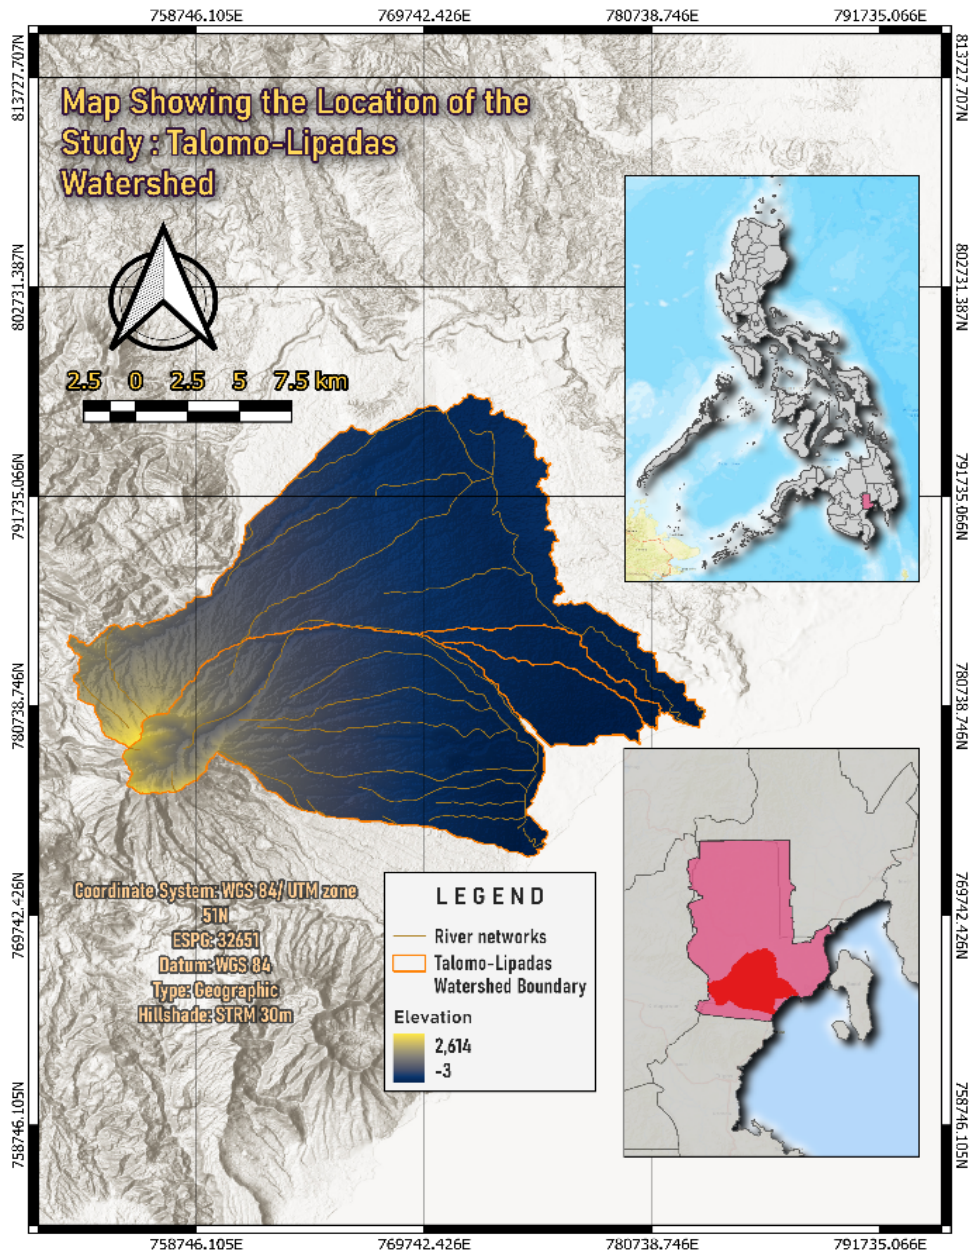 758746.105E 769742.426E 780738.746E 791735.066E
813727.707N
813727.707N
Map Showing the Location of the
Study : Talomo-Lipadas
Watershed
802731.387N
802731.387N
2.5 0 2.5 5 7.5 km
791735.066N
791735.066N
780738.746N
780738.746N
Coordinate System: WGS 84/ UTM zone
51N
ESPG: 32651
Datum: WGS 84
Type: Geographic
Hillshade: STRM 30m
LEGEND
River networks
Talomo-Lipadas
Watershed Boundary
Elevation
2,614
-3
769742.426N
769742.426N
758746.105N
758746.105N
758746.105E 769742.426E 780738.746E 791735.066E